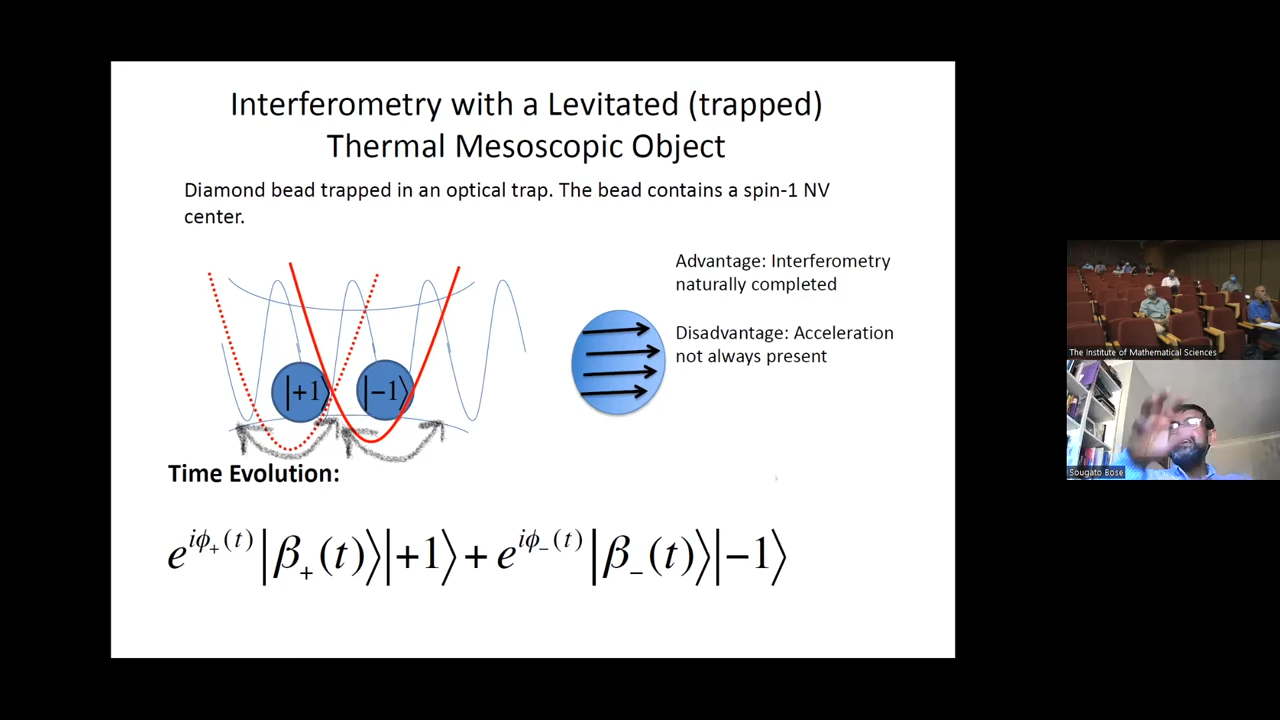 Interferometry with a Levitated (trapped)
Thermal Mesoscopic Object
Diamond bead trapped in an optical trap. The bead contains a spin-1 NV
center.
Advantage: Interferometry
naturally completed
Disadvantage: Acceleration
not always present
|+1⟩ |−1⟩
Time Evolution:
e^{iϕ₊(t)}|β₊(t)⟩|+1⟩ + e^{iϕ₋(t)}|β₋(t)⟩|−1⟩
The Institute of Mathematical Sciences
Sougato Bose